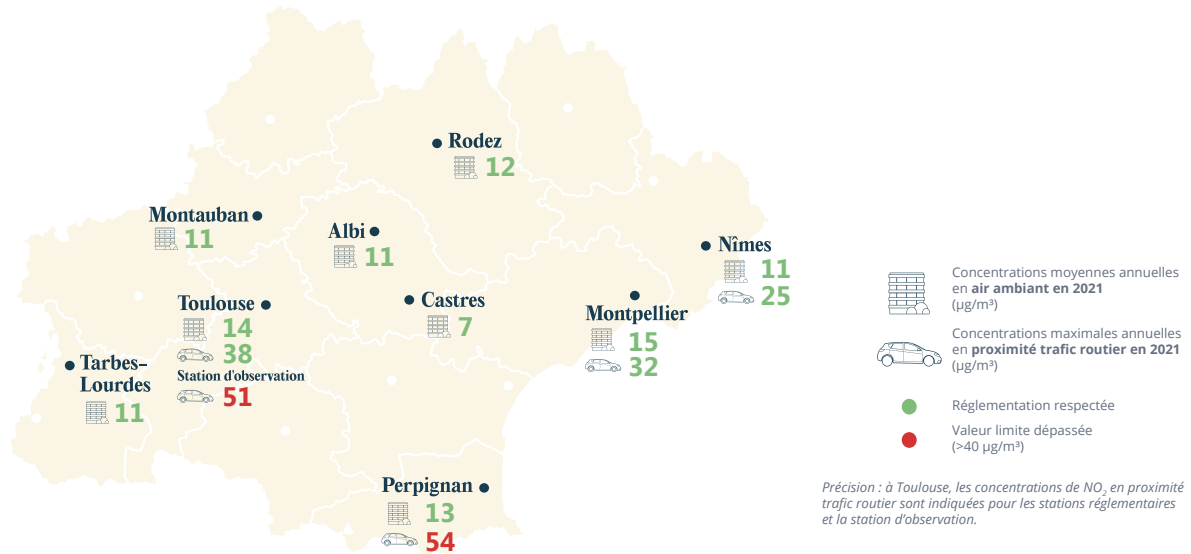 Rodez
12
Montauban
11
Albi
11
Nîmes
11
25
Toulouse
14
38
Station d'observation
51
Castres
7
Montpellier
15
32
Tarbes-
Lourdes
11
Perpignan
13
54
Concentrations moyennes annuelles
en air ambiant en 2021
(µg/m³)
Concentrations maximales annuelles
en proximité trafic routier en 2021
(µg/m³)
Réglementation respectée
Valeur limite dépassée
(>40 µg/m³)
Précision : à Toulouse, les concentrations de NO₂ en proximité
trafic routier sont indiquées pour les stations réglementaires
et la station d’observation.